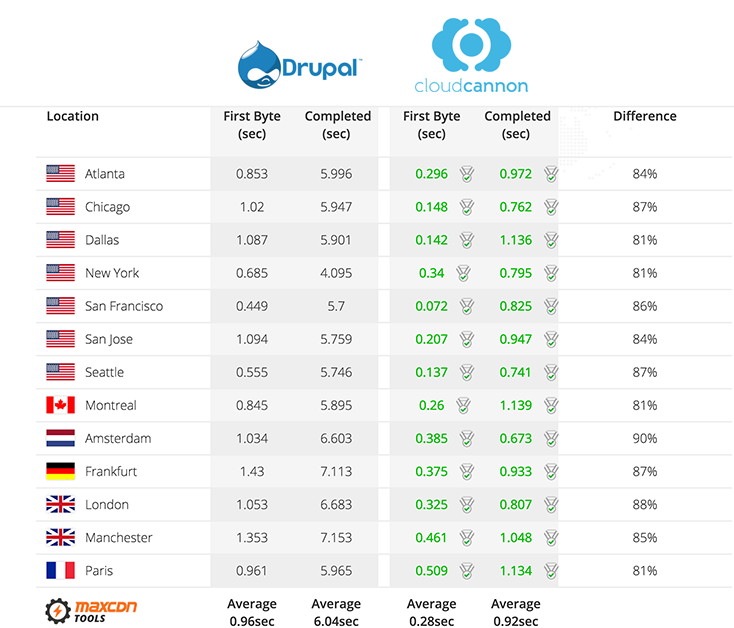 Drupal™
cloudcannon
Location First Byte (sec) Completed (sec) First Byte (sec) Completed (sec) Difference
Atlanta 0.853 5.996 0.296 0.972 84%
Chicago 1.02 5.947 0.148 0.762 87%
Dallas 1.087 5.901 0.142 1.136 81%
New York 0.685 4.095 0.34 0.795 81%
San Francisco 0.449 5.7 0.072 0.825 86%
San Jose 1.094 5.759 0.207 0.947 84%
Seattle 0.555 5.746 0.137 0.741 87%
Montreal 0.845 5.895 0.26 1.139 81%
Amsterdam 1.034 6.603 0.385 0.673 90%
Frankfurt 1.43 7.113 0.375 0.933 87%
London 1.053 6.683 0.325 0.807 88%
Manchester 1.353 7.153 0.461 1.048 85%
Paris 0.961 5.965 0.509 1.134 81%
maxcdn Average Average Average Average
TOOLS 0.96sec 6.04sec 0.28sec 0.92sec